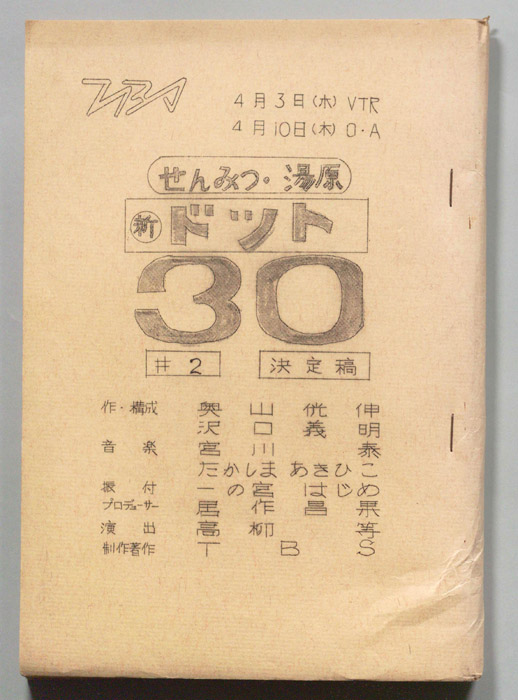 TBS
4月3日(木) VTR
4月10日(木) O・A
せんみつ・湯原
新 ドット
30
#2 決定稿
作・構成 奥山侊伸
沢口義明
音楽 宮川泰
たかしまあきひこ
振付 一の宮はじめ
プロデューサー 居作昌果
演出 高柳等
制作著作 TBS